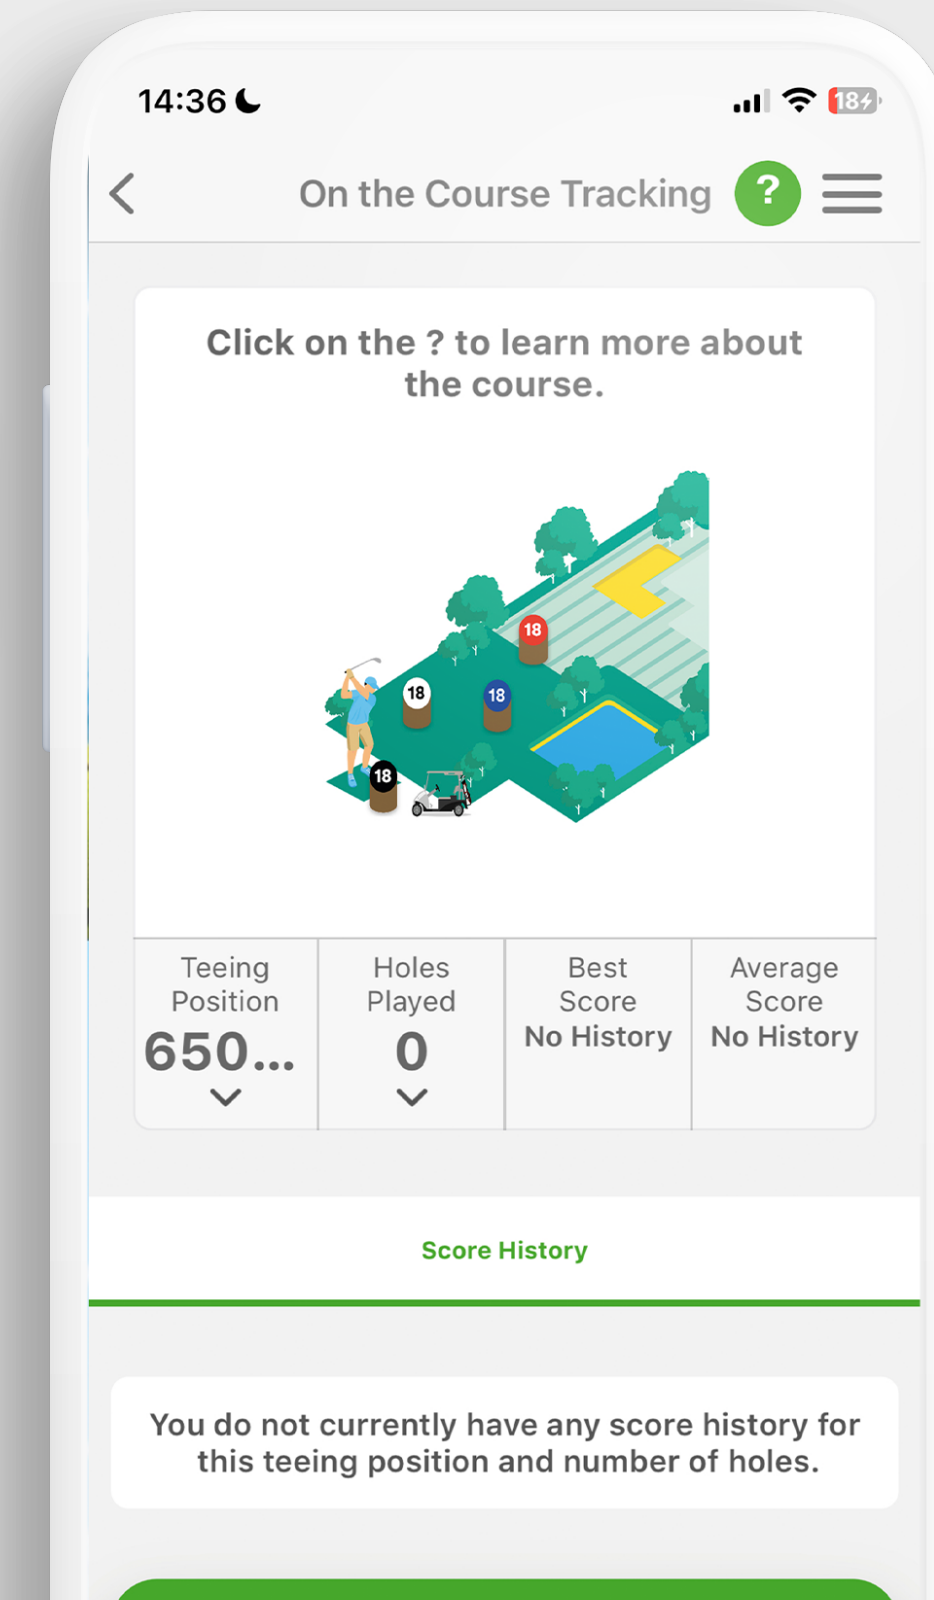 14:36
18
On the Course Tracking
?
Click on the ? to learn more about
the course.
18
18
18
18
Teeing
Position
650...
Holes
Played
0
Best
Score
No History
Average
Score
No History
Score History
You do not currently have any score history for
this teeing position and number of holes.